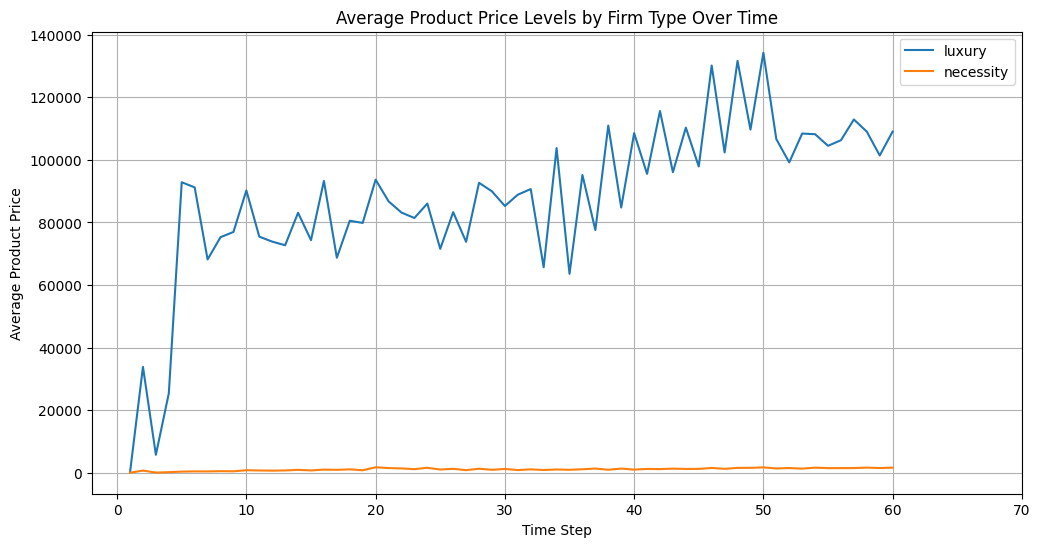 Average Product Price Levels by Firm Type Over Time
luxury
necessity
Average Product Price
140000
120000
100000
80000
60000
40000
20000
0
0 10 20 30 40 50 60 70
Time Step